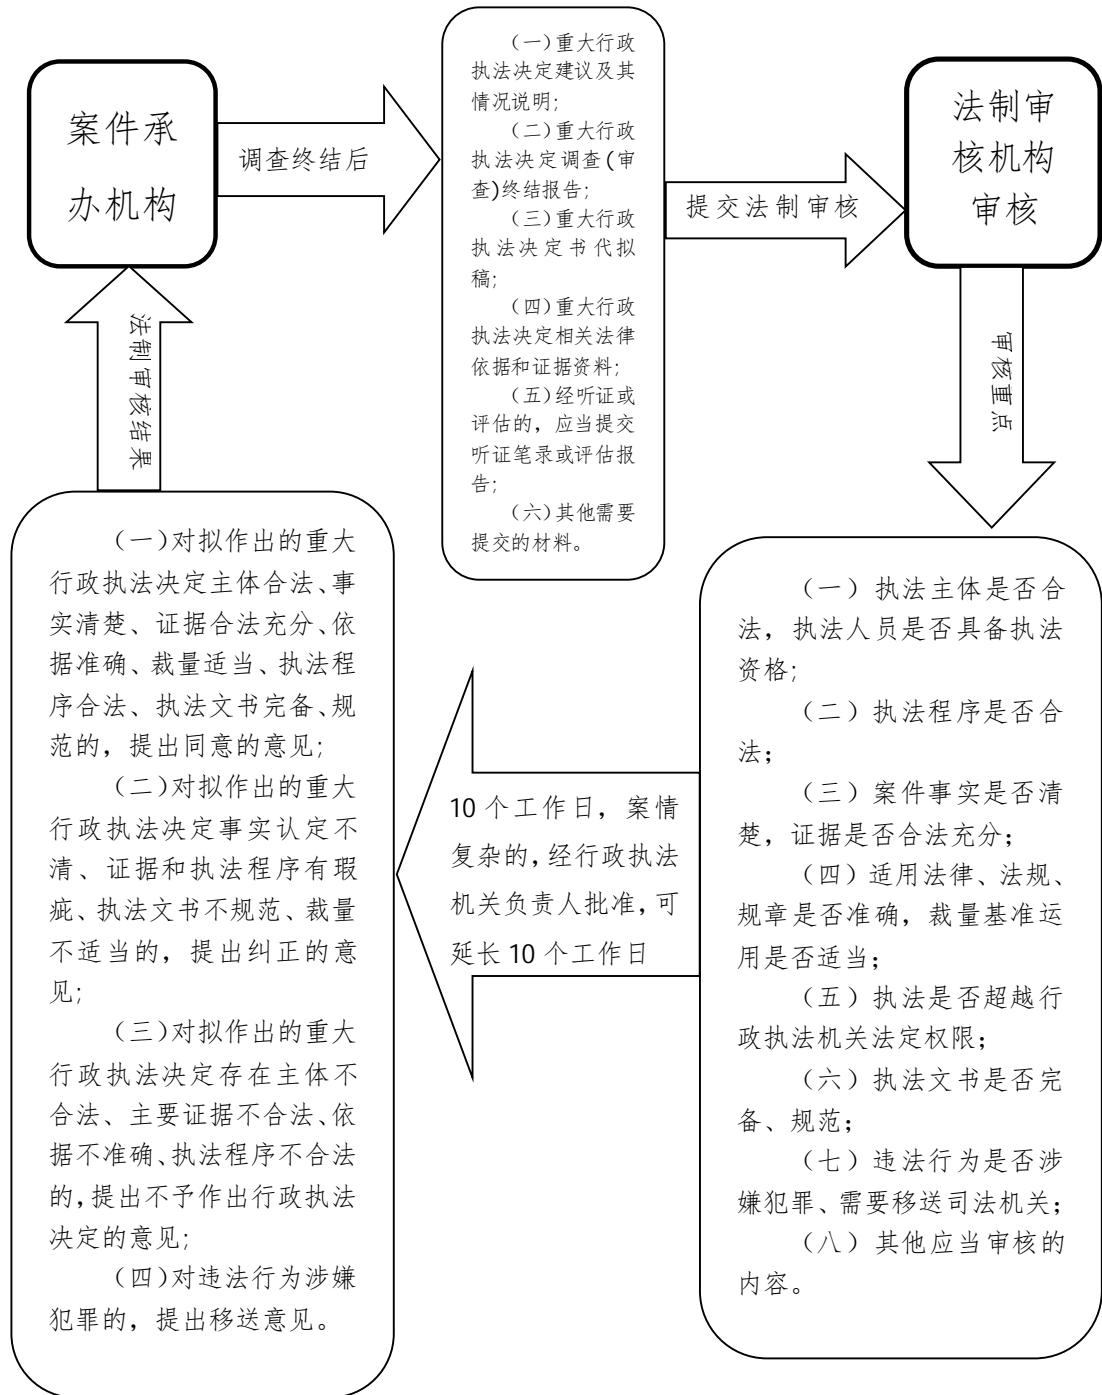 案件承
办机构
调查终结后
（一）重大行政
执法决定建议及其
情况说明;
（二）重大行政
执法决定调查(审
查)终结报告;
（三）重大行政
执法决定书代拟
稿;
（四）重大行政
执法决定相关法律
依据和证据资料;
（五）经听证或
评估的，应当提交
听证笔录或评估报
告;
（六）其他需要
提交的材料。
提交法制审核
法制审
核机构
审核
审核重点
（一）执法主体是否合
法，执法人员是否具备执法
资格;
（二）执法程序是否合
法；
（三）案件事实是否清
楚，证据是否合法充分；
（四）适用法律、法规、
规章是否准确，裁量基准运
用是否适当；
（五）执法是否超越行
政执法机关法定权限；
（六）执法文书是否完
备、规范；
（七）违法行为是否涉
嫌犯罪、需要移送司法机关；
（八）其他应当审核的
内容。
10 个工作日，案情
复杂的，经行政执法
机关负责人批准，可
延长 10 个工作日
（一）对拟作出的重大
行政执法决定主体合法、事
实清楚、证据合法充分、依
据准确、裁量适当、执法程
序合法、执法文书完备、规
范的，提出同意的意见;
（二）对拟作出的重大
行政执法决定事实认定不
清、证据和执法程序有瑕
疵、执法文书不规范、裁量
不适当的，提出纠正的意
见;
（三）对拟作出的重大
行政执法决定存在主体不
合法、主要证据不合法、依
据不准确、执法程序不合法
的，提出不予作出行政执法
决定的意见;
（四）对违法行为涉嫌
犯罪的，提出移送意见。
法制审核结果